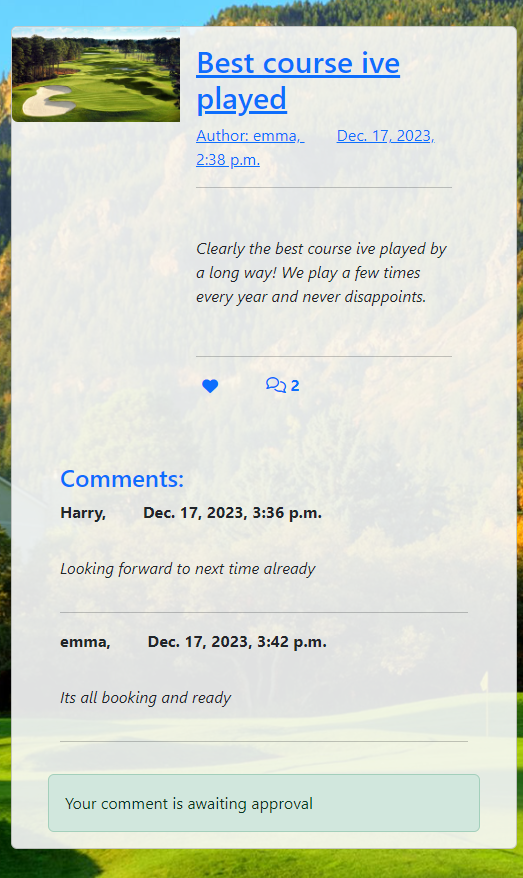 Best course ive
played
Author: emma, Dec. 17, 2023,
2:38 p.m.
Clearly the best course ive played by
a long way! We play a few times
every year and never disappoints.
2
Comments:
Harry, Dec. 17, 2023, 3:36 p.m.
Looking forward to next time already
emma, Dec. 17, 2023, 3:42 p.m.
Its all booking and ready
Your comment is awaiting approval